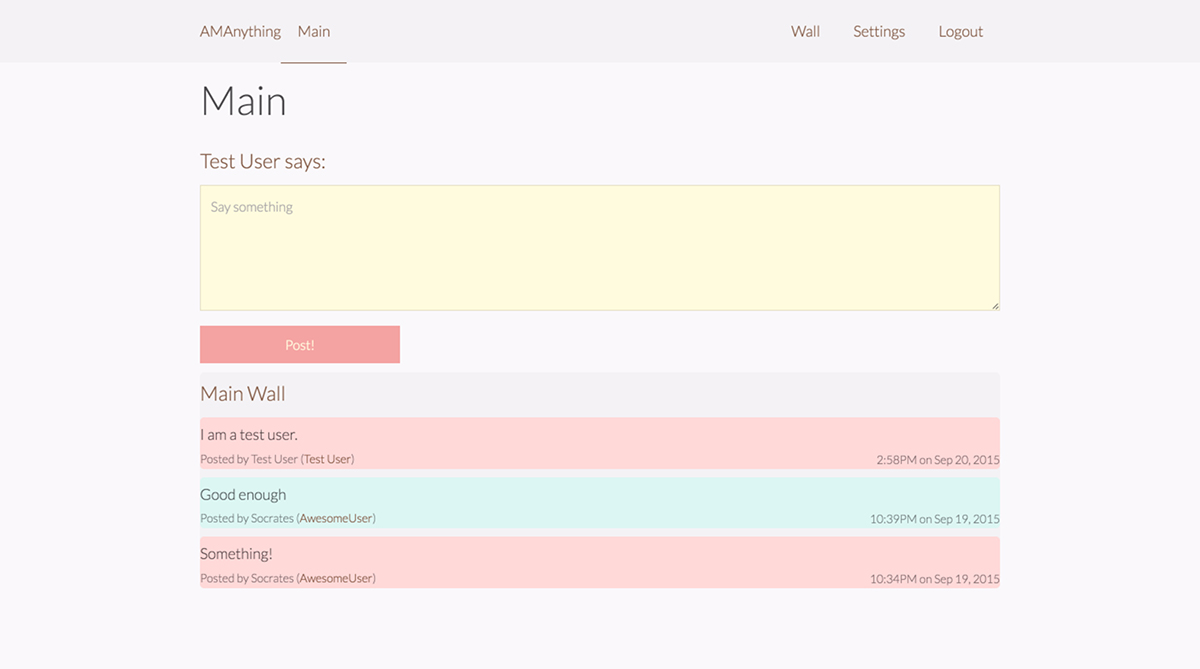 AMAnything Main Wall Settings Logout
Main
Test User says:
Say something
Post!
Main Wall
I am a test user.
Posted by Test User (Test User) 2:58PM on Sep 20, 2015
Good enough
Posted by Socrates (AwesomeUser) 10:39PM on Sep 19, 2015
Something!
Posted by Socrates (AwesomeUser) 10:34PM on Sep 19, 2015